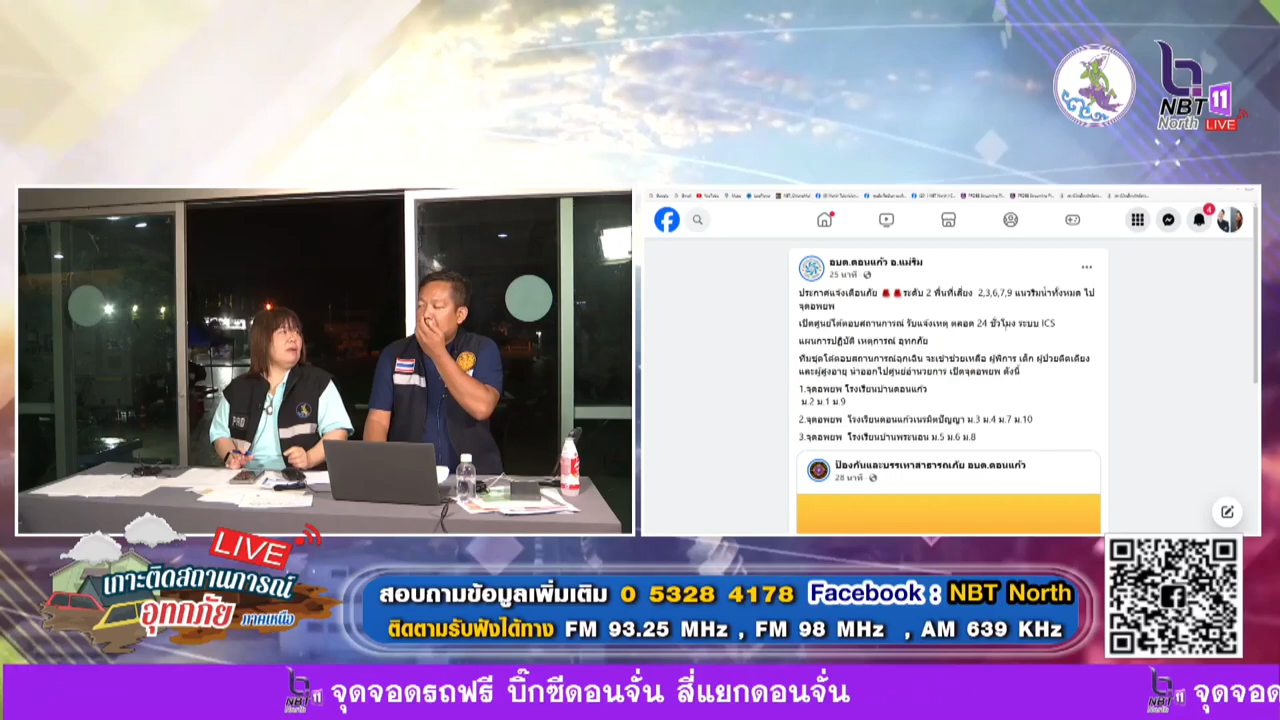 NBT 11
North LIVE
อบต.ดอนแก้ว อ.แม่ริม
25 นาที
ประกาศแจ้งเตือนภัย 🚨🚨ระดับ 2 พื้นที่เสี่ยง 2,3,6,7,9 แนวริมน้ำทั้งหมด ไป
จุดอพยพ
เปิดศูนย์โต้ตอบสถานการณ์ รับแจ้งเหตุ ตลอด 24 ชั่วโมง ระบบ ICS
แผนการปฏิบัติ เหตุการณ์ อุทกภัย
ทีมชุดโต้ตอบสถานการณ์ฉุกเฉิน จะเข้าช่วยเหลือ ผู้พิการ เด็ก ผู้ป่วยติดเตียง
และผู้สูงอายุ นำออกไปศูนย์อำนวยการ เปิดจุดอพยพ ดังนี้
1.จุดอพยพ โรงเรียนบ้านดอนแก้ว
ม.2 ม.1 ม.9
2.จุดอพยพ โรงเรียนดอนแก้วเนรมิตปัญญา ม.3 ม.4 ม.7 ม.10
3.จุดอพยพ โรงเรียนบ้านพระนอน ม.5 ม.6 ม.8
ป้องกันและบรรเทาสาธารณภัย อบต.ดอนแก้ว
28 นาที
4
PRD
LIVE
เกาะติดสถานการณ์
อุทกภัย ภาคเหนือ
สอบถามข้อมูลเพิ่มเติม 0 5328 4178 Facebook : NBT North
ติดตามรับฟังได้ทาง FM 93.25 MHz , FM 98 MHz , AM 639 KHz
NBT 11 North จุดจอดรถฟรี บิ๊กซีดอนจั่น สี่แยกดอนจั่น NBT 11 North จุดจอด